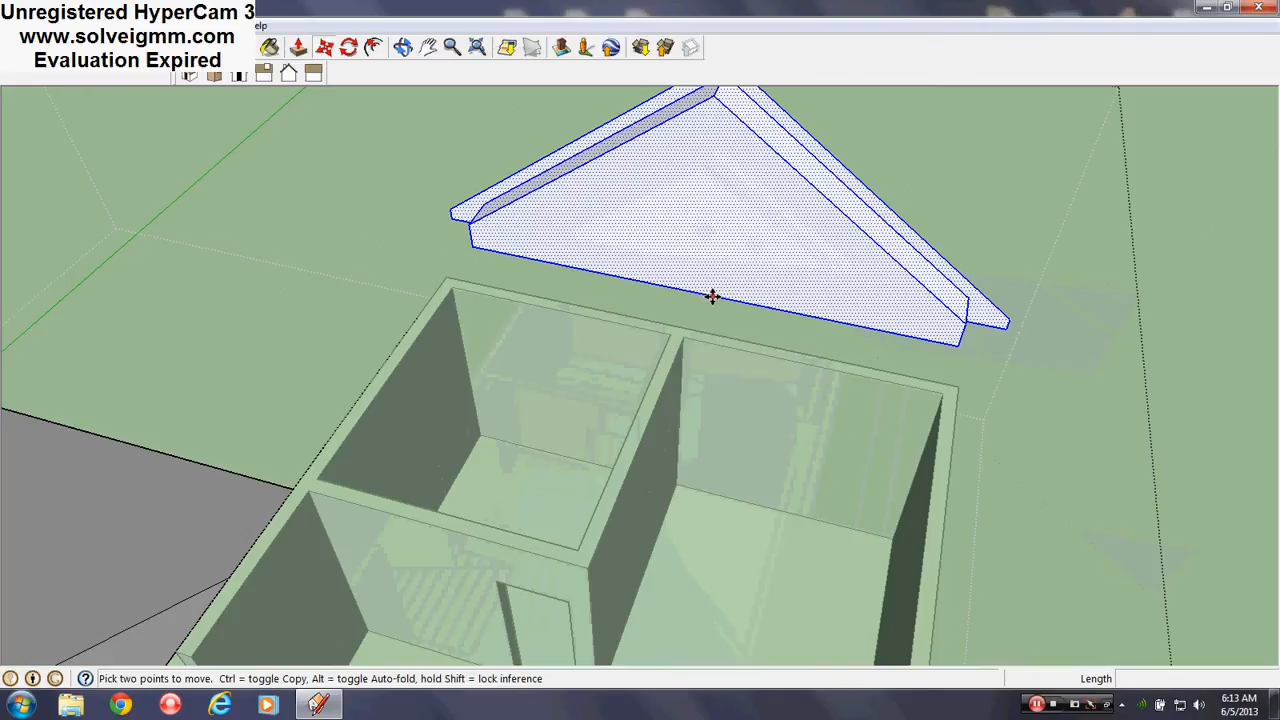 Unregistered HyperCam 3
www.solveigmm.com
Evaluation Expired
elp
Pick two points to move.  Ctrl = toggle Copy, Alt = toggle Auto-fold, hold Shift = lock inference
Length
6:13 AM
6/5/2013